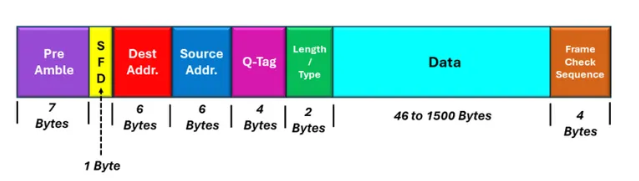 Pre
Amble
S
F
D
Dest
Addr.
Source
Addr.
Q-Tag
Length
/
Type
Data
Frame
Check
Sequence
7
Bytes
6
Bytes
6
Bytes
4
Bytes
2
Bytes
46 to 1500 Bytes
4
Bytes
1 Byte